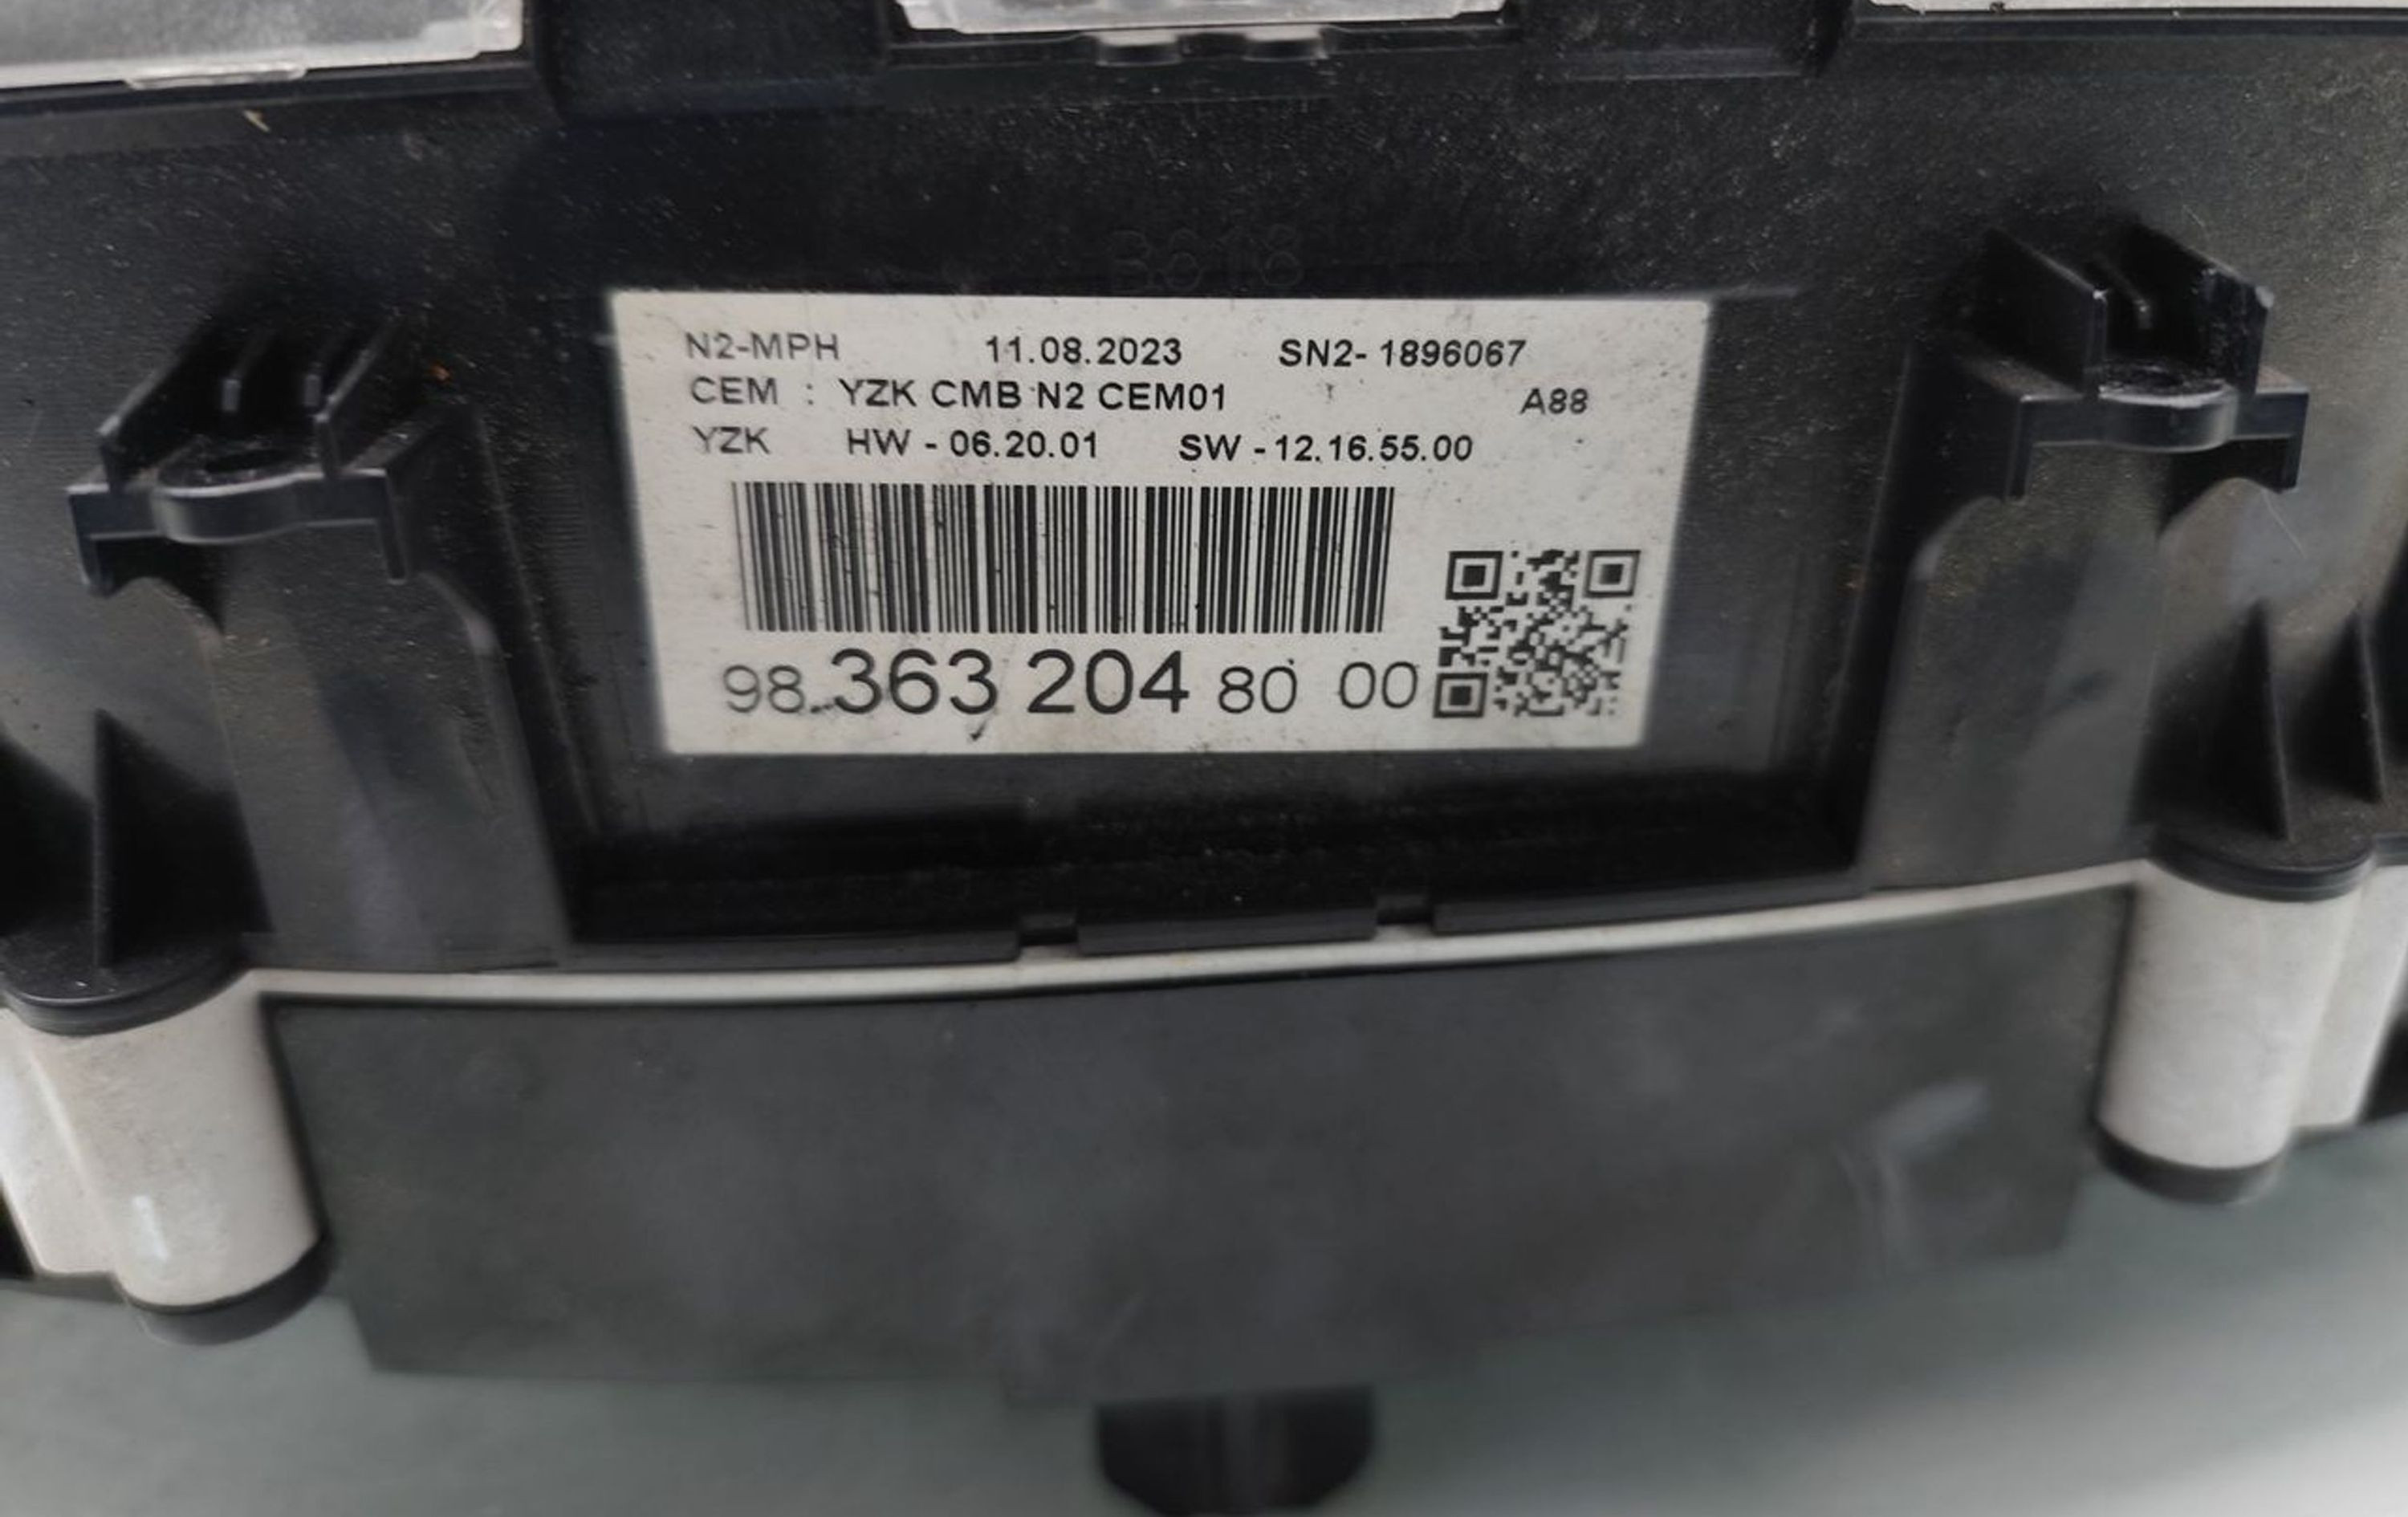 N2-MPH 11.08.2023 SN2- 1896067
CEM : YZK CMB N2 CEM01 A88
YZK HW - 06.20.01 SW - 12.16.55.00
98 363 204 80 00